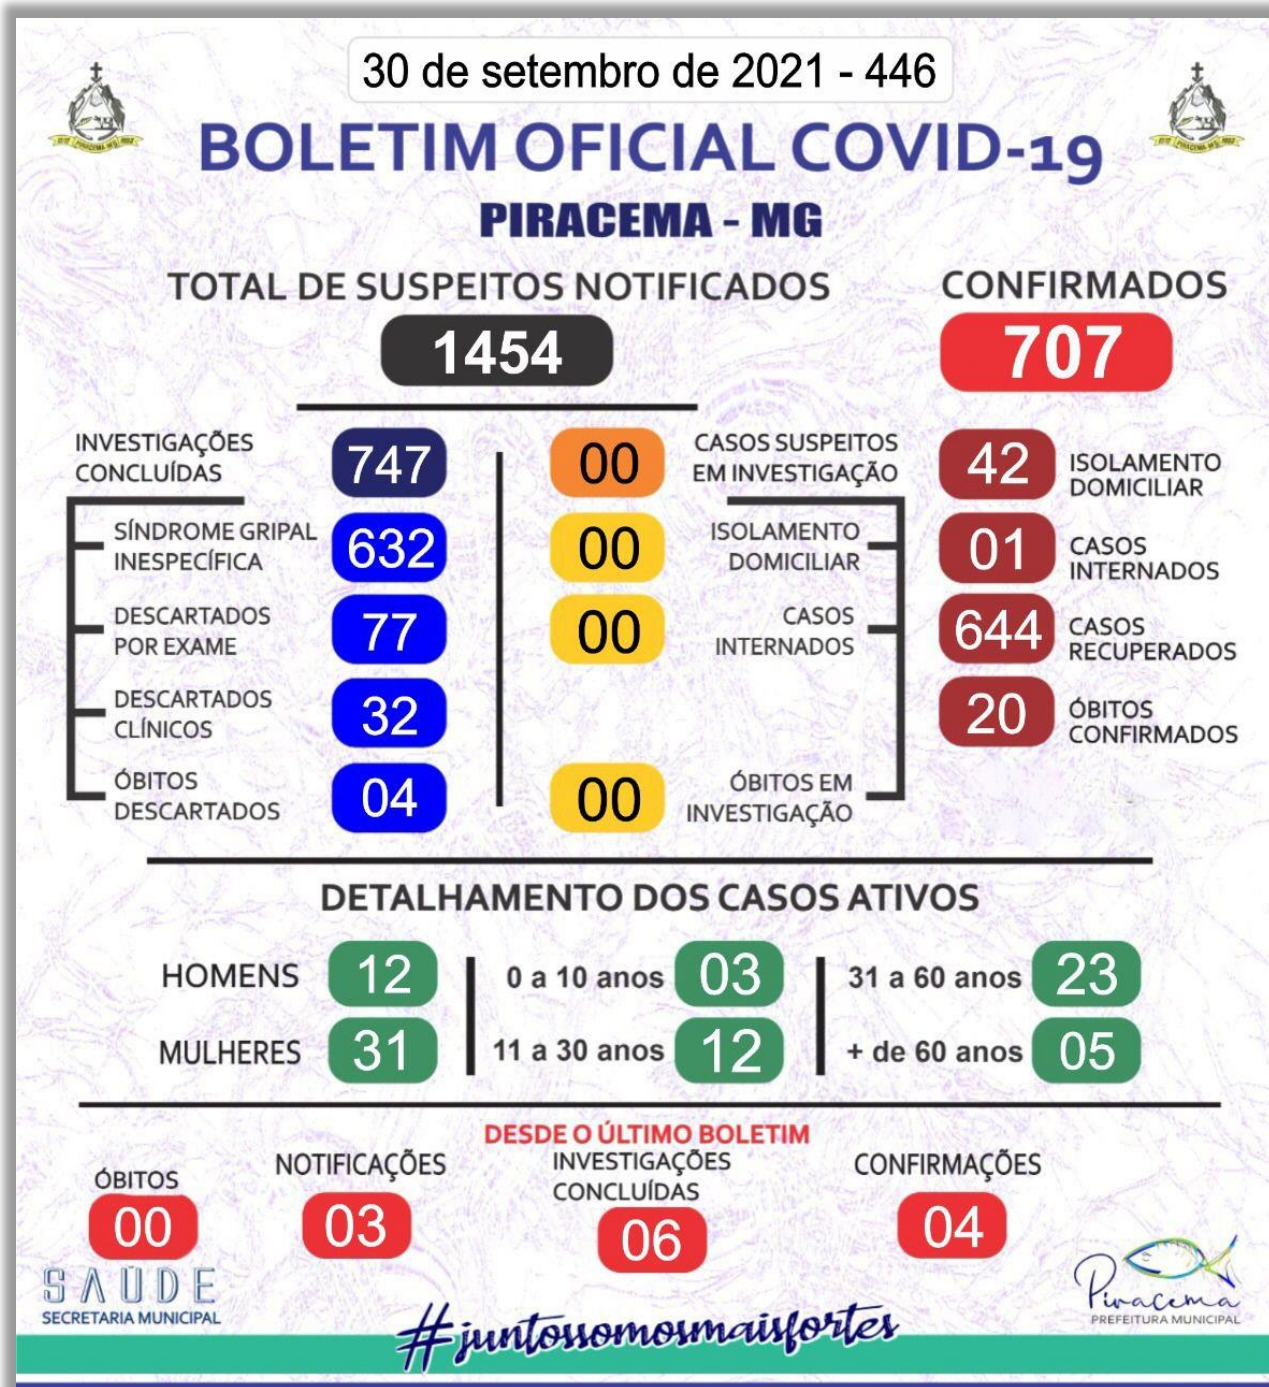 30 de setembro de 2021 - 446
BOLETIM OFICIAL COVID-19
PIRACEMA - MG
TOTAL DE SUSPEITOS NOTIFICADOS
1454
CONFIRMADOS
707
INVESTIGAÇÕES
CONCLUÍDAS
747
SÍNDROME GRIPAL
INESPECÍFICA
632
DESCARTADOS
POR EXAME
77
DESCARTADOS
CLÍNICOS
32
ÓBITOS
DESCARTADOS
04
00
CASOS SUSPEITOS
EM INVESTIGAÇÃO
00
ISOLAMENTO
DOMICILIAR
00
CASOS
INTERNADOS
00
ÓBITOS EM
INVESTIGAÇÃO
42
ISOLAMENTO
DOMICILIAR
01
CASOS
INTERNADOS
644
CASOS
RECUPERADOS
20
ÓBITOS
CONFIRMADOS
DETALHAMENTO DOS CASOS ATIVOS
HOMENS 12
MULHERES 31
0 a 10 anos 03
11 a 30 anos 12
31 a 60 anos 23
+ de 60 anos 05
DESDE O ÚLTIMO BOLETIM
ÓBITOS
00
NOTIFICAÇÕES
03
INVESTIGAÇÕES
CONCLUÍDAS
06
CONFIRMAÇÕES
04
SAÚDE
SECRETARIA MUNICIPAL
#juntossomosmaisfortes
Piracema
PREFEITURA MUNICIPAL